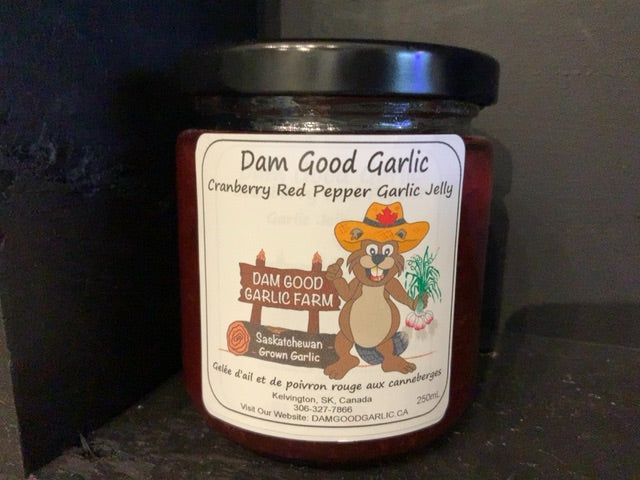 Dam Good Garlic
Cranberry Red Pepper Garlic Jelly
DAM GOOD
GARLIC FARM
Saskatchewan
Grown Garlic
Gelée d'ail et de poivron rouge aux canneberges
Kelvington, SK, Canada
306-327-7866
250mL
Visit Our Website: DAMGOODGARLIC.CA